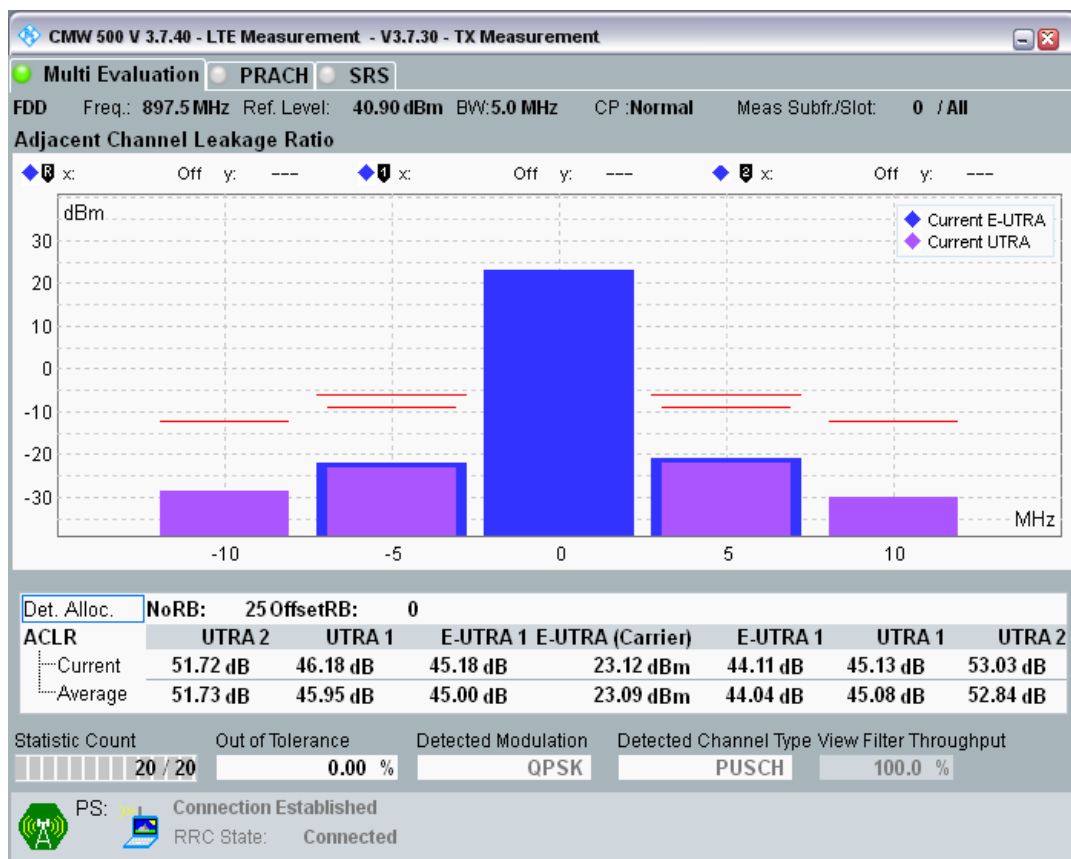 CMW 500 V 3.7.40 - LTE Measurement - V3.7.30 - TX Measurement
Multi Evaluation PRACH SRS
FDD Freq.: 897.5 MHz Ref. Level: 40.90 dBm BW:5.0 MHz CP :Normal Meas Subfr./Slot: 0 / All
Adjacent Channel Leakage Ratio
R x: Off y: --- 1 x: Off y: --- 2 x: Off y: ---
dBm
Current E-UTRA
Current UTRA
30
20
10
0
-10
-20
-30
MHz
-10 -5 0 5 10
Det. Alloc. NoRB: 25 OffsetRB: 0
ACLR UTRA 2 UTRA 1 E-UTRA 1 E-UTRA (Carrier) E-UTRA 1 UTRA 1 UTRA 2
Current 51.72 dB 46.18 dB 45.18 dB 23.12 dBm 44.11 dB 45.13 dB 53.03 dB
Average 51.73 dB 45.95 dB 45.00 dB 23.09 dBm 44.04 dB 45.08 dB 52.84 dB
Statistic Count Out of Tolerance Detected Modulation Detected Channel Type View Filter Throughput
20 / 20 0.00 % QPSK PUSCH 100.0 %
PS: Connection Established
RRC State: Connected